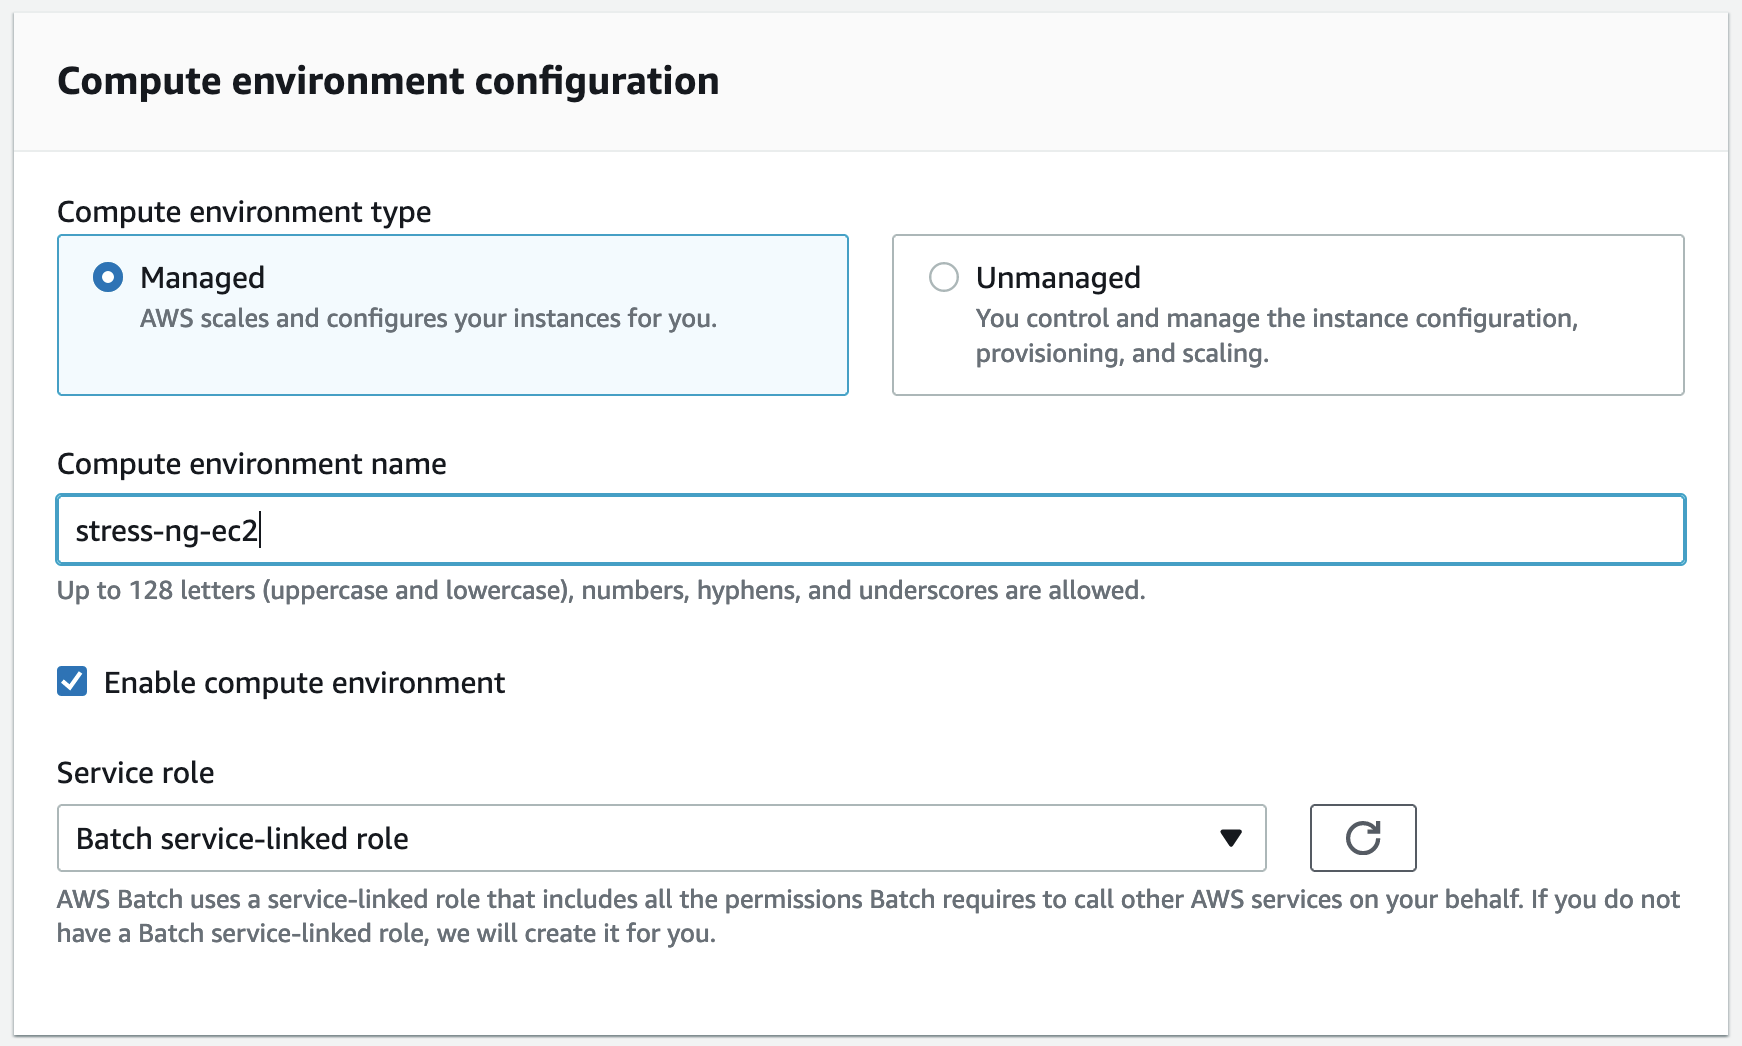 Compute environment configuration
Compute environment type
Managed
AWS scales and configures your instances for you.
Unmanaged
You control and manage the instance configuration,
provisioning, and scaling.
Compute environment name
stress-ng-ec2
Up to 128 letters (uppercase and lowercase), numbers, hyphens, and underscores are allowed.
Enable compute environment
Service role
Batch service-linked role
AWS Batch uses a service-linked role that includes all the permissions Batch requires to call other AWS services on your behalf. If you do not
have a Batch service-linked role, we will create it for you.